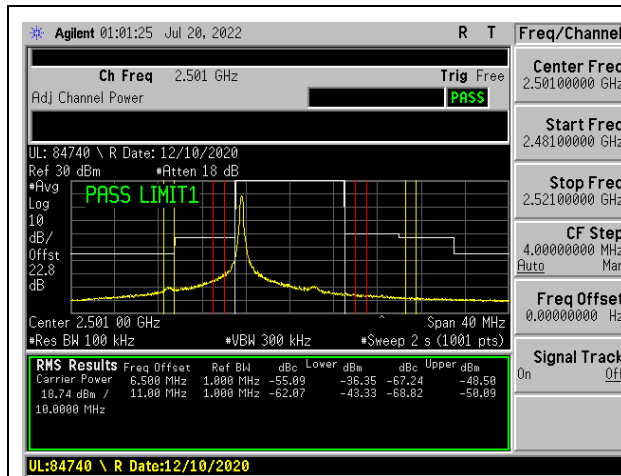 Agilent 01:01:25 Jul 20, 2022 R T
Freq/Channel
Ch Freq 2.501 GHz Trig Free
Adj Channel Power PASS
Center Freq
2.50100000 GHz
Start Freq
2.48100000 GHz
Stop Freq
2.52100000 GHz
CF Step
4.00000000 MHz
Auto Man
Freq Offset
0.00000000 Hz
Signal Track
On Off
UL: 84740 \ R Date: 12/10/2020
Ref 30 dBm #Atten 18 dB
#Avg
Log
10
dB/
Offst
22.8
dB
PASS LIMIT1
Center 2.501 00 GHz Span 40 MHz
#Res BW 100 kHz #VBW 300 kHz #Sweep 2 s (1001 pts)
RMS Results Freq Offset Ref BW dBc Lower dBm dBc Upper dBm
Carrier Power 6.500 MHz 1.000 MHz -55.09 -36.35 -67.24 -48.50
18.74 dBm / 11.00 MHz 1.000 MHz -62.07 -43.33 -68.82 -50.09
10.0000 MHz
UL:84740 \ R Date:12/10/2020